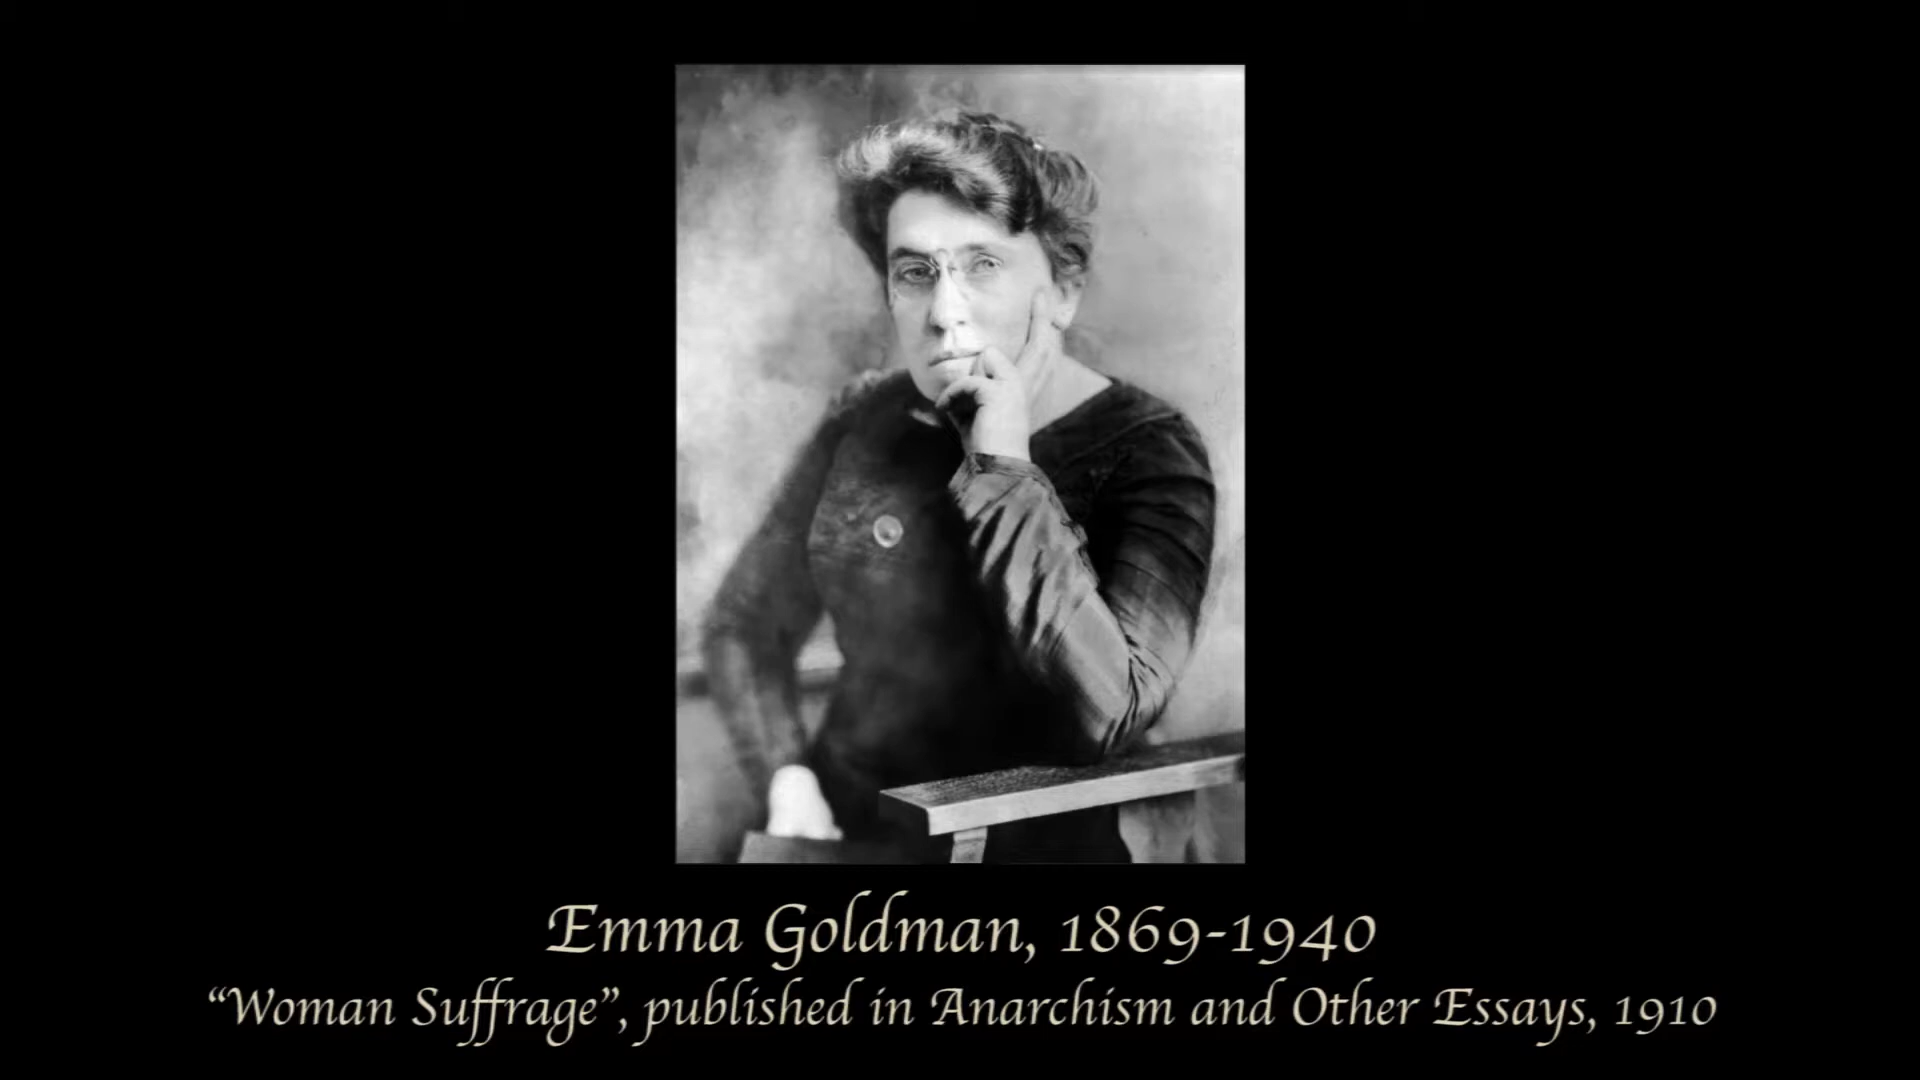 Emma Goldman, 1869-1940
“Woman Suffrage”, published in Anarchism and Other Essays, 1910